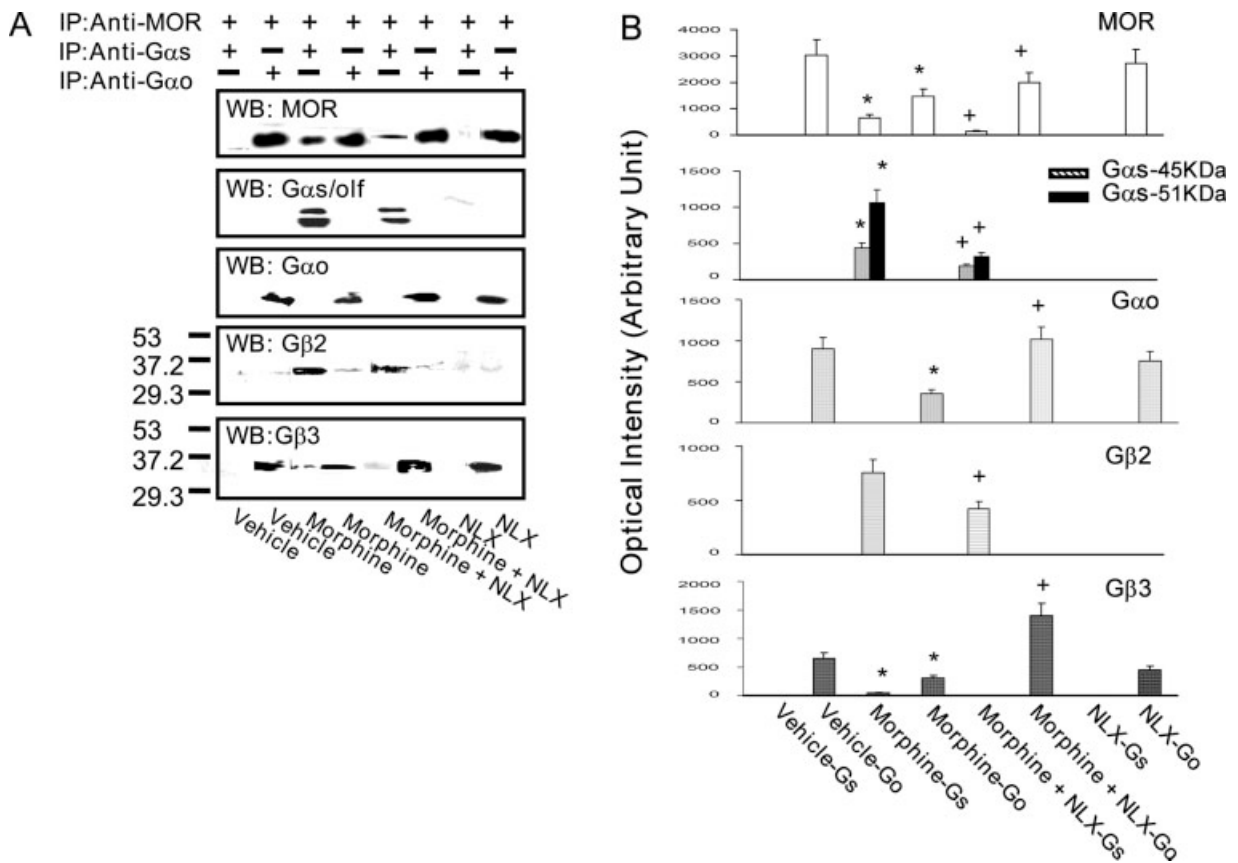 A
IP:Anti-MOR + + + + + + + +
IP:Anti-Gαs + − + − + − + −
IP:Anti-Gαo − + − + − + − +
WB: MOR
WB: Gαs/olf
WB: Gαo
WB: Gβ2
53
37.2
29.3
WB:Gβ3
53
37.2
29.3
Vehicle
Vehicle
Morphine
Morphine
Morphine + NLX
Morphine + NLX
NLX
NLX
B
Optical Intensity (Arbitrary Unit)
MOR
4000
3000
2000
1000
0
*
*
+
+
Gαs-45KDa
Gαs-51KDa
1500
1000
500
0
*
*
+
+
Gαo
1500
1000
500
0
*
+
Gβ2
1000
500
0
+
Gβ3
2000
1500
1000
500
0
*
*
+
Vehicle-Gs
Vehicle-Go
Morphine-Gs
Morphine-Go
Morphine + NLX-Gs
Morphine + NLX-Go
NLX-Gs
NLX-Go